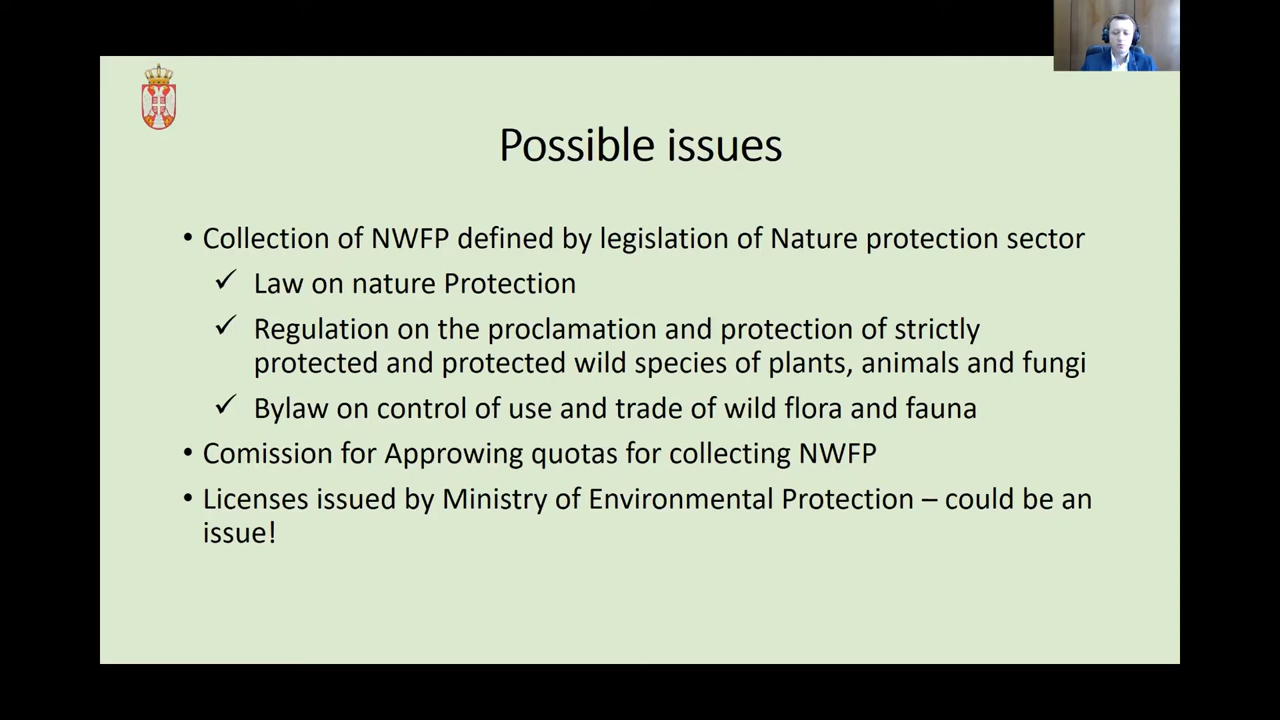 Possible issues
• Collection of NWFP defined by legislation of Nature protection sector
✓ Law on nature Protection
✓ Regulation on the proclamation and protection of strictly
protected and protected wild species of plants, animals and fungi
✓ Bylaw on control of use and trade of wild flora and fauna
• Comission for Approwing quotas for collecting NWFP
• Licenses issued by Ministry of Environmental Protection – could be an
issue!